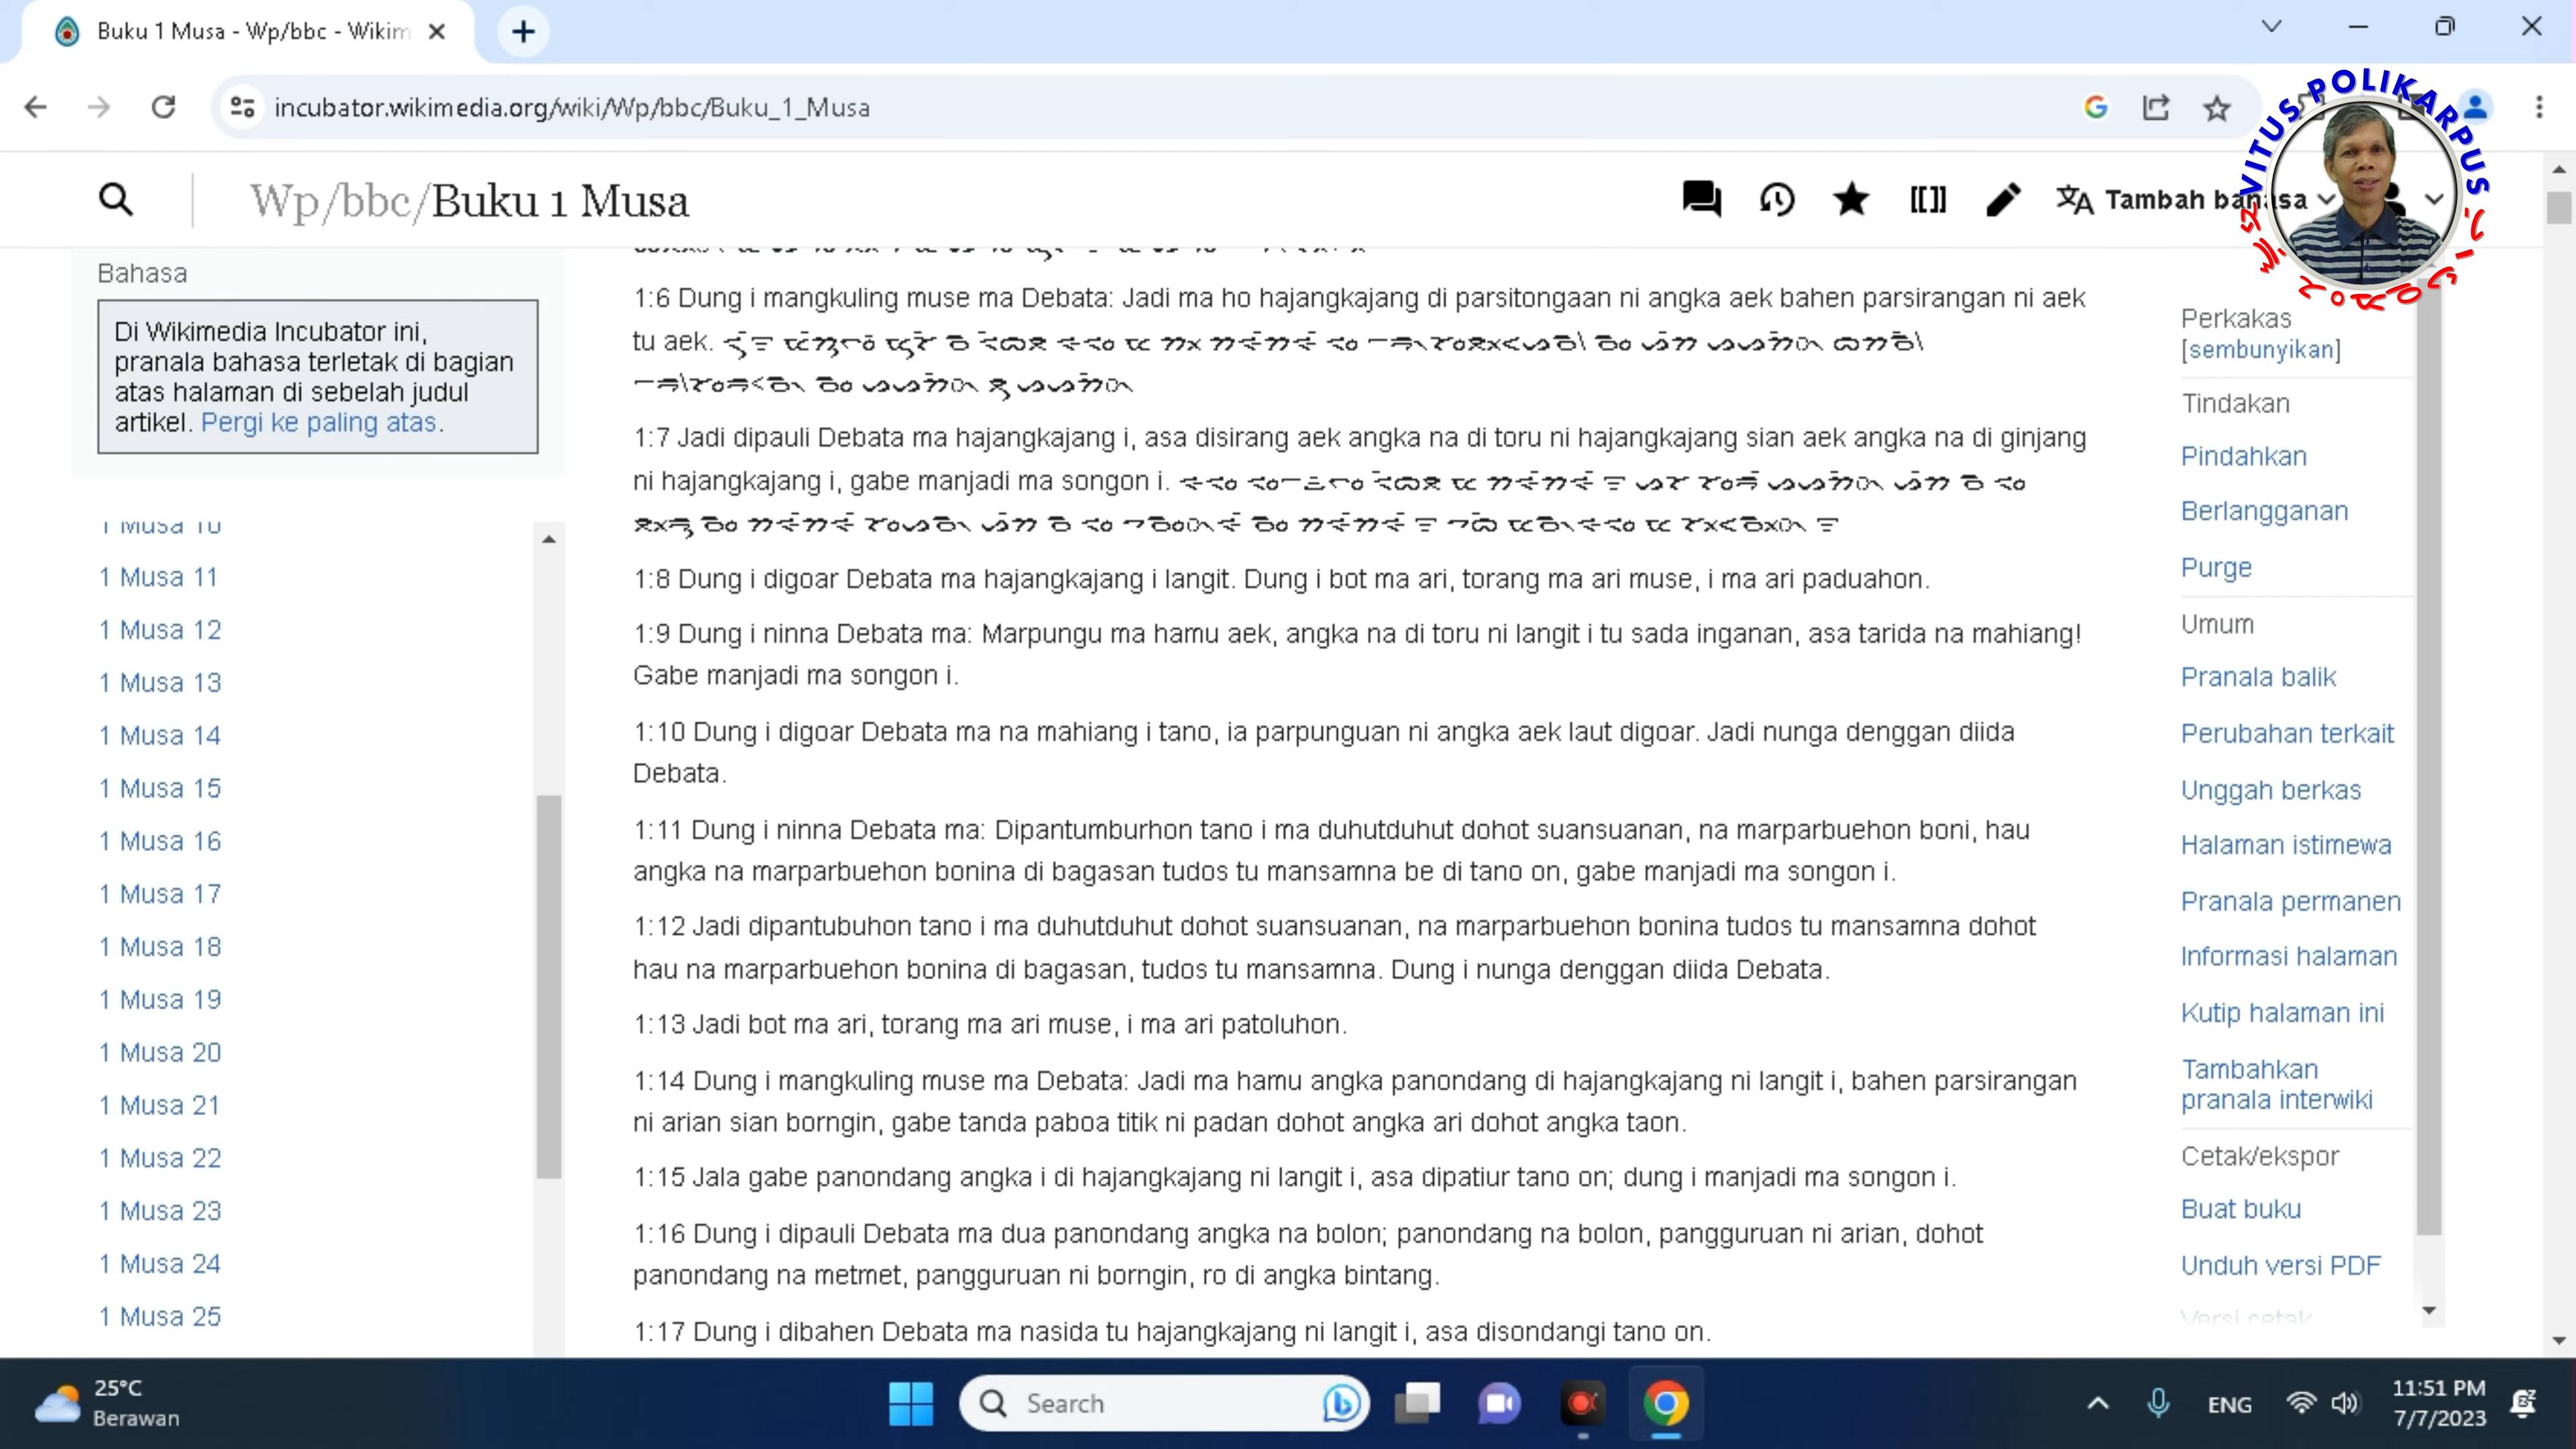 Buku 1 Musa - Wp/bbc - Wikim
incubator.wikimedia.org/wiki/Wp/bbc/Buku_1_Musa
VITUS POLIKARPUS
Wp/bbc/Buku 1 Musa
Tambah bahasa
Bahasa
Di Wikimedia Incubator ini,
pranala bahasa terletak di bagian
atas halaman di sebelah judul
artikel. Pergi ke paling atas.
1 Musa 10
1 Musa 11
1 Musa 12
1 Musa 13
1 Musa 14
1 Musa 15
1 Musa 16
1 Musa 17
1 Musa 18
1 Musa 19
1 Musa 20
1 Musa 21
1 Musa 22
1 Musa 23
1 Musa 24
1 Musa 25
1:6 Dung i mangkuling muse ma Debata: Jadi ma ho hajangkajang di parsitongaan ni angka aek bahen parsirangan ni aek
tu aek.
1:7 Jadi dipauli Debata ma hajangkajang i, asa disirang aek angka na di toru ni hajangkajang sian aek angka na di ginjang
ni hajangkajang i, gabe manjadi ma songon i.
1:8 Dung i digoar Debata ma hajangkajang i langit. Dung i bot ma ari, torang ma ari muse, i ma ari paduahon.
1:9 Dung i ninna Debata ma: Marpungu ma hamu aek, angka na di toru ni langit i tu sada inganan, asa tarida na mahiang!
Gabe manjadi ma songon i.
1:10 Dung i digoar Debata ma na mahiang i tano, ia parpunguan ni angka aek laut digoar. Jadi nunga denggan diida
Debata.
1:11 Dung i ninna Debata ma: Dipantumburhon tano i ma duhutduhut dohot suansuanan, na marparbuehon boni, hau
angka na marparbuehon bonina di bagasan tudos tu mansamna be di tano on, gabe manjadi ma songon i.
1:12 Jadi dipantubuhon tano i ma duhutduhut dohot suansuanan, na marparbuehon bonina tudos tu mansamna dohot
hau na marparbuehon bonina di bagasan, tudos tu mansamna. Dung i nunga denggan diida Debata.
1:13 Jadi bot ma ari, torang ma ari muse, i ma ari patoluhon.
1:14 Dung i mangkuling muse ma Debata: Jadi ma hamu angka panondang di hajangkajang ni langit i, bahen parsirangan
ni arian sian borngin, gabe tanda paboa titik ni padan dohot angka ari dohot angka taon.
1:15 Jala gabe panondang angka i di hajangkajang ni langit i, asa dipatiur tano on; dung i manjadi ma songon i.
1:16 Dung i dipauli Debata ma dua panondang angka na bolon; panondang na bolon, pangguruan ni arian, dohot
panondang na metmet, pangguruan ni borngin, ro di angka bintang.
1:17 Dung i dibahen Debata ma nasida tu hajangkajang ni langit i, asa disondangi tano on.
Perkakas
[sembunyikan]
Tindakan
Pindahkan
Berlangganan
Purge
Umum
Pranala balik
Perubahan terkait
Unggah berkas
Halaman istimewa
Pranala permanen
Informasi halaman
Kutip halaman ini
Tambahkan
pranala interwiki
Cetak/ekspor
Buat buku
Unduh versi PDF
Versi cetak
25°C
Berawan
Search
ENG
11:51 PM
7/7/2023